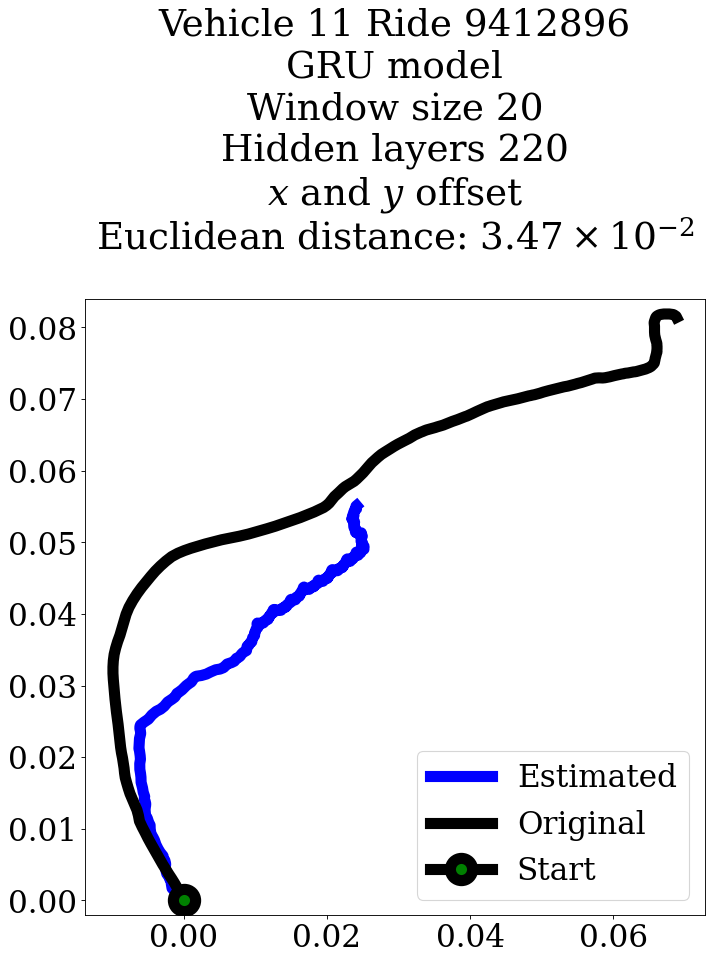 Vehicle 11 Ride 9412896
GRU model
Window size 20
Hidden layers 220
x and y offset
Euclidean distance: 3.47 × 10⁻²
0.08
0.07
0.06
0.05
0.04
0.03
0.02
0.01
0.00
Estimated
Original
Start
0.00 0.02 0.04 0.06